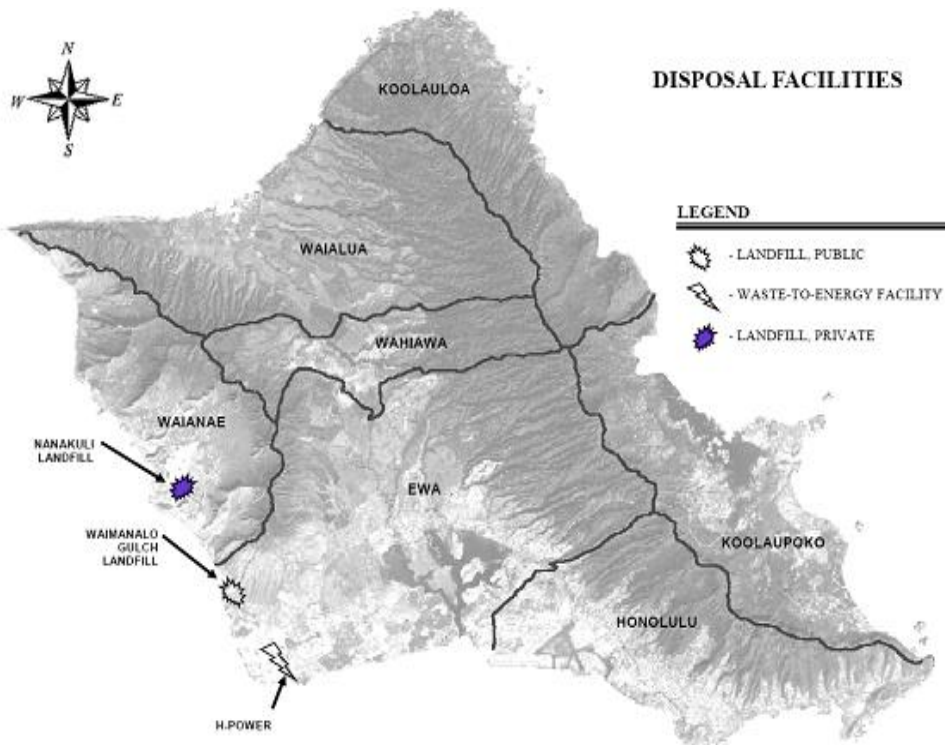 N
W E
S
DISPOSAL FACILITIES
LEGEND
- LANDFILL, PUBLIC
- WASTE-TO-ENERGY FACILITY
- LANDFILL, PRIVATE
KOOLAULOA
WAIALUA
WAHIAWA
WAIANAE
NANAKULI
LANDFILL
EWA
WAIMANALO
GULCH
LANDFILL
KOOLAUPOKO
HONOLULU
H-POWER